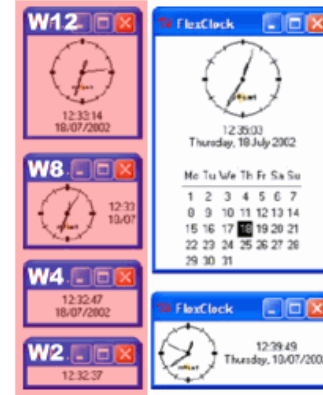 W12
12:33:14
18/07/2002
W8
12:33
18/07
W4
12:32:47
18/07/2002
W2
12:32:37
FlexClock
12:35:03
Thursday, 18 July 2002
Mo Tu We Th Fr Sa Su
1 2 3 4 5 6 7
8 9 10 11 12 13 14
15 16 17 18 19 20 21
22 23 24 25 26 27 28
29 30 31
FlexClock
12:39:49
Thursday, 18/07/2002